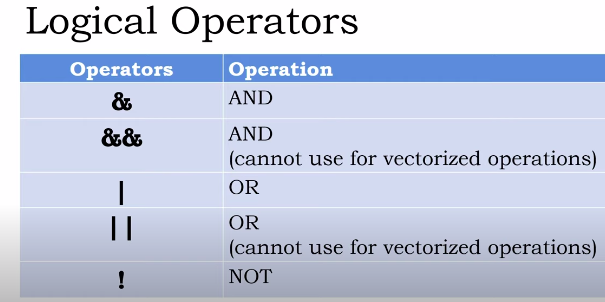 Logical Operators
Operators Operation
& AND
&& AND
(cannot use for vectorized operations)
| OR
|| OR
(cannot use for vectorized operations)
! NOT